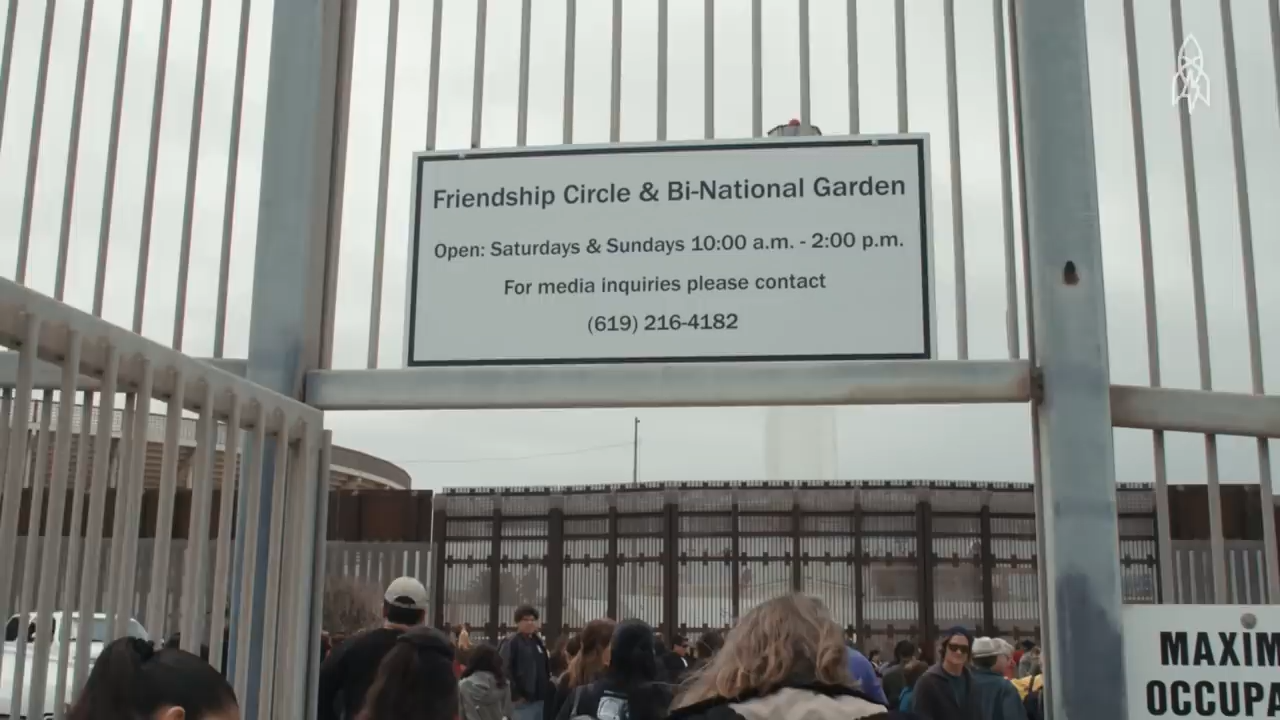 Friendship Circle & Bi-National Garden
Open: Saturdays & Sundays 10:00 a.m. - 2:00 p.m.
For media inquiries please contact
(619) 216-4182
MAXIM
OCCUPA